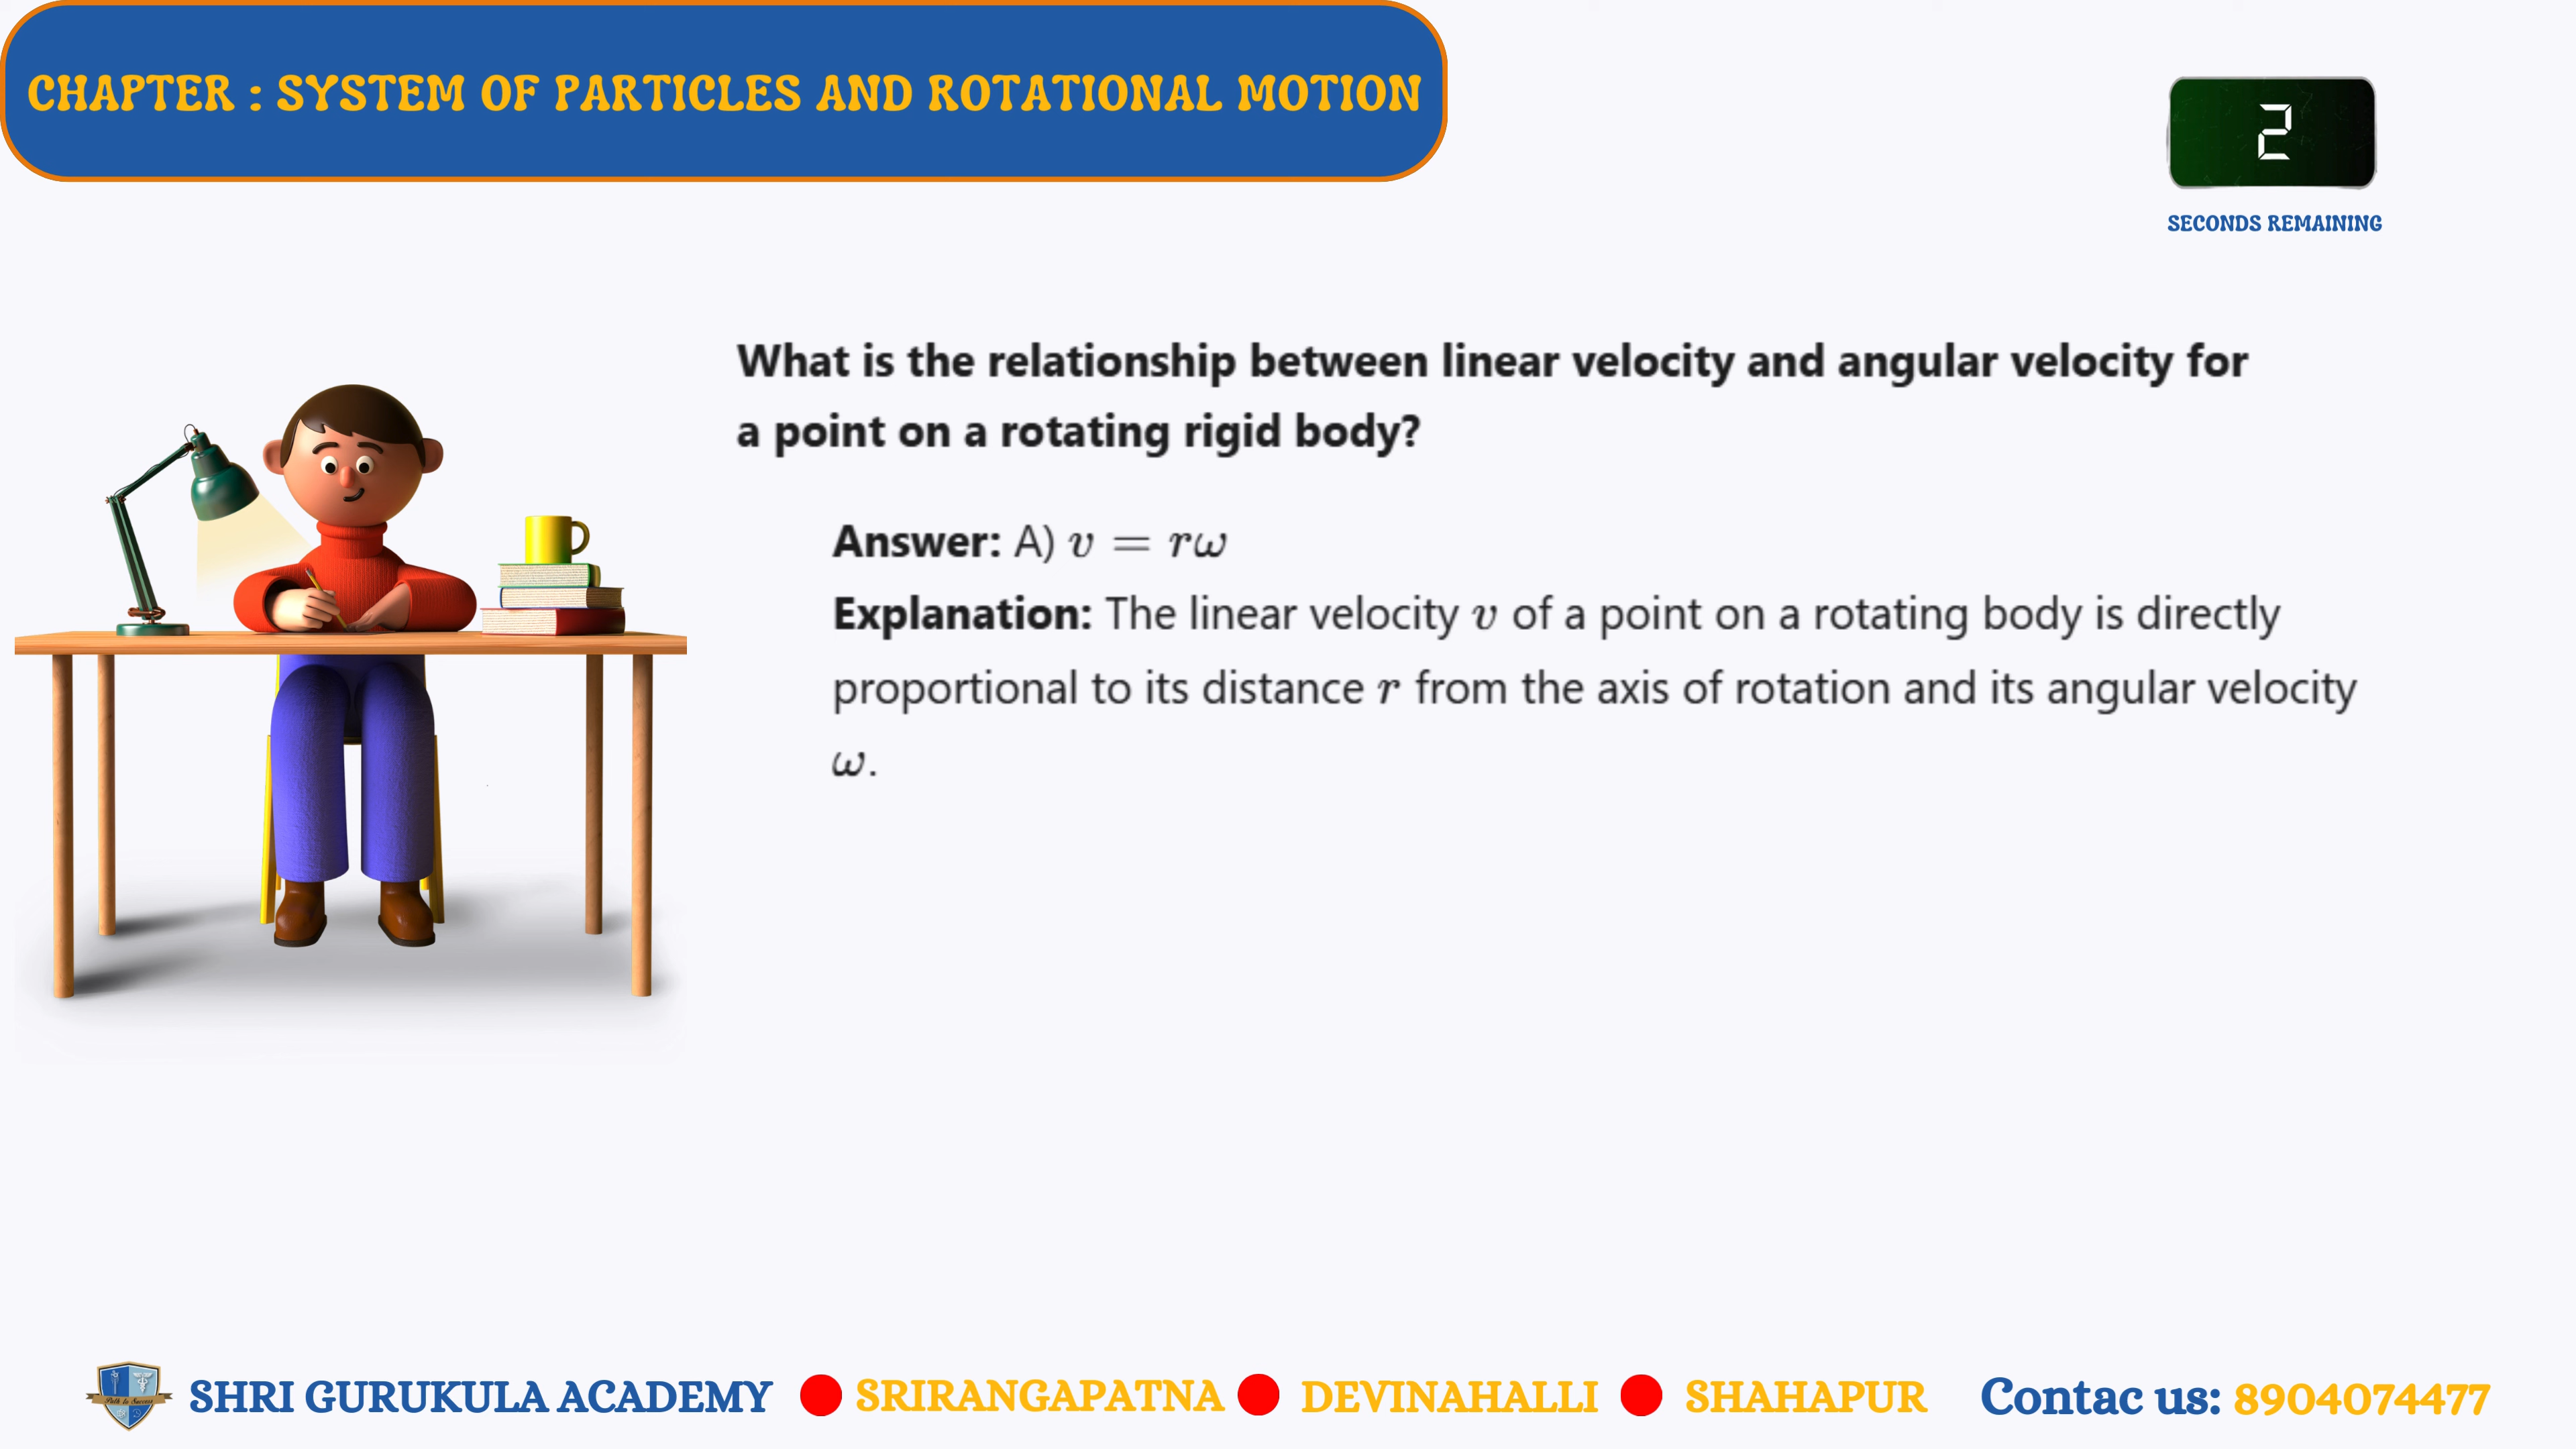 CHAPTER : SYSTEM OF PARTICLES AND ROTATIONAL MOTION
2
SECONDS REMAINING
What is the relationship between linear velocity and angular velocity for
a point on a rotating rigid body?
Answer: A) v = rω
Explanation: The linear velocity v of a point on a rotating body is directly
proportional to its distance r from the axis of rotation and its angular velocity
ω.
Path to Success
SHRI GURUKULA ACADEMY SRIRANGAPATNA DEVINAHALLI SHAHAPUR Contac us: 8904074477